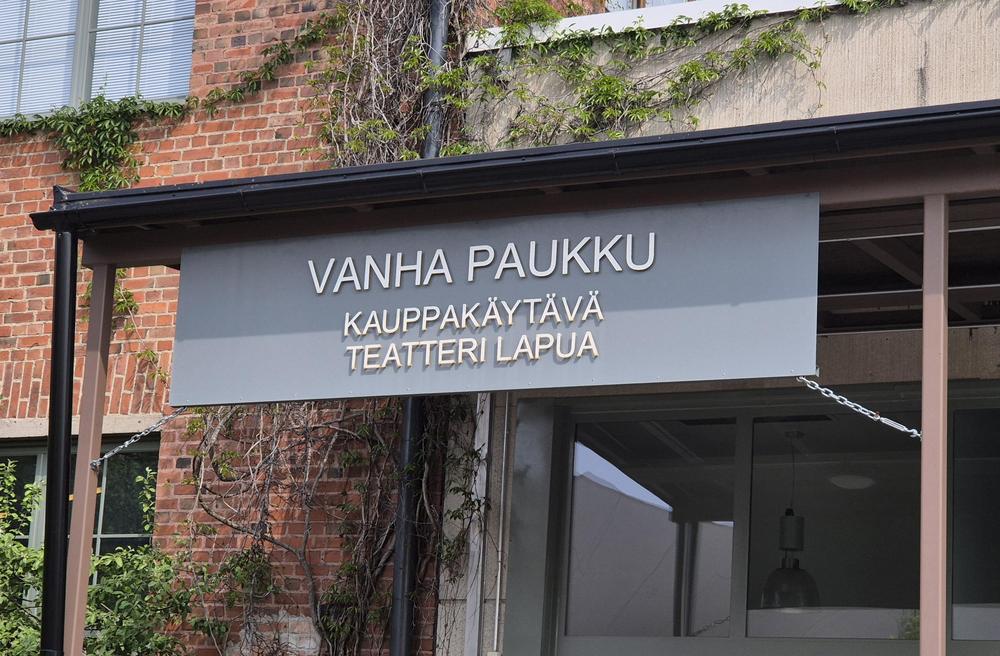 VANHA PAUKKU
KAUPPAKÄYTÄVÄ
TEATTERI LAPUA